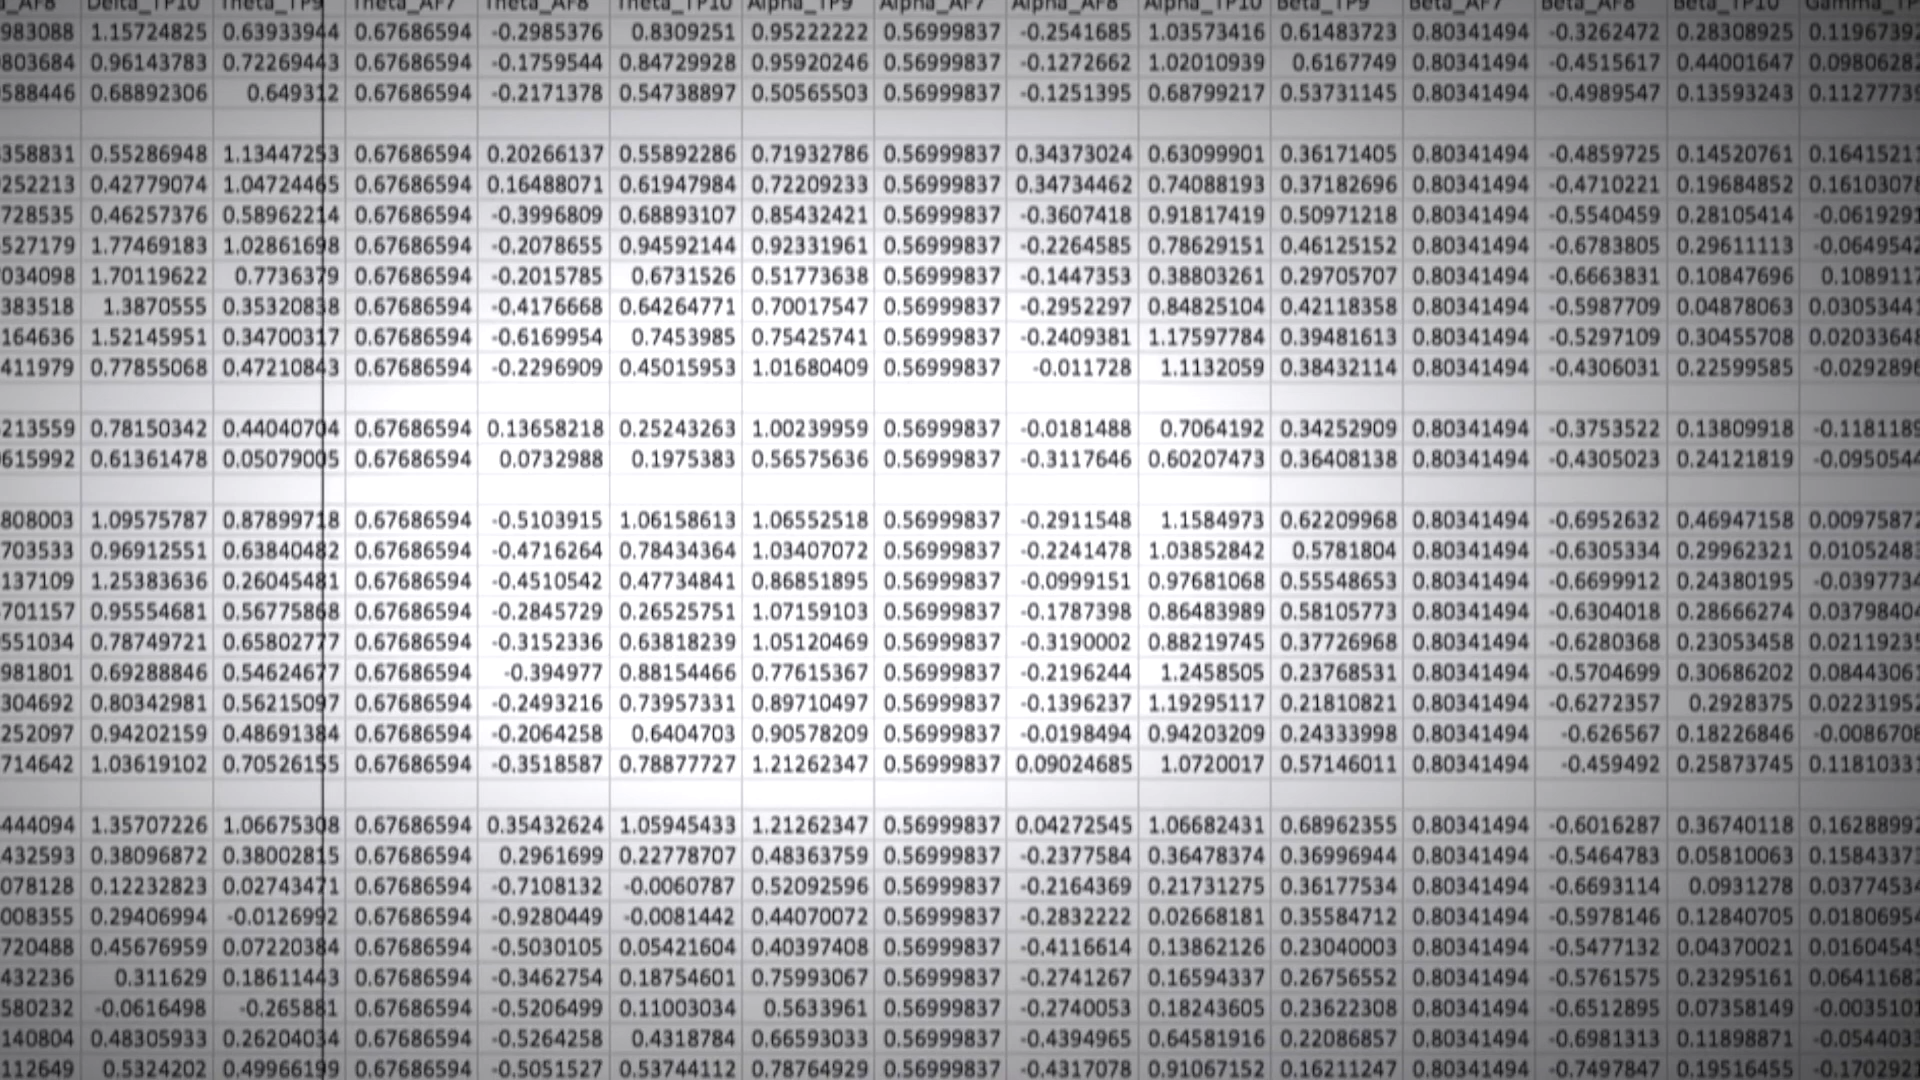 _AF8 Delta_TP10 Theta_TP9 Theta_AF7 Theta_AF8 Theta_TP10 Alpha_TP9 Alpha_AF7 Alpha_AF8 Alpha_TP10 Beta_TP9 Beta_AF7 Beta_AF8 Beta_TP10 Gamma_TP
983088 1.15724825 0.63933944 0.67686594 -0.2985376 0.8309251 0.95222222 0.56999837 -0.2541685 1.03573416 0.61483723 0.80341494 -0.3262472 0.28308925 0.11967392
803684 0.96143783 0.72269443 0.67686594 -0.1759544 0.84729928 0.95920246 0.56999837 -0.1272662 1.02010939 0.6167749 0.80341494 -0.4515617 0.44001647 0.09806282
588446 0.68892306 0.649312 0.67686594 -0.2171378 0.54738897 0.50565503 0.56999837 -0.1251395 0.68799217 0.53731145 0.80341494 -0.4989547 0.13593243 0.11277739
358831 0.55286948 1.13447253 0.67686594 0.20266137 0.55892286 0.71932786 0.56999837 0.34373024 0.63099901 0.36171405 0.80341494 -0.4859725 0.14520761 0.16415211
252213 0.42779074 1.04724465 0.67686594 0.16488071 0.61947984 0.72209233 0.56999837 0.34734462 0.74088193 0.37182696 0.80341494 -0.4710221 0.19684852 0.16103078
728535 0.46257376 0.58962214 0.67686594 -0.3996809 0.68893107 0.85432421 0.56999837 -0.3607418 0.91817419 0.50971218 0.80341494 -0.5540459 0.28105414 -0.0619291
527179 1.77469183 1.02861698 0.67686594 -0.2078655 0.94592144 0.92331961 0.56999837 -0.2264585 0.78629151 0.46125152 0.80341494 -0.6783805 0.29611113 -0.0649542
034098 1.70119622 0.7736379 0.67686594 -0.2015785 0.6731526 0.51773638 0.56999837 -0.1447353 0.38803261 0.29705707 0.80341494 -0.6663831 0.10847696 0.1089117
383518 1.3870555 0.35320838 0.67686594 -0.4176668 0.64264771 0.70017547 0.56999837 -0.2952297 0.84825104 0.42118358 0.80341494 -0.5987709 0.04878063 0.03053441
164636 1.52145951 0.34700317 0.67686594 -0.6169954 0.7453985 0.75425741 0.56999837 -0.2409381 1.17597784 0.39481613 0.80341494 -0.5297109 0.30455708 0.02033648
411979 0.77855068 0.47210843 0.67686594 -0.2296909 0.45015953 1.01680409 0.56999837 -0.011728 1.1132059 0.38432114 0.80341494 -0.4306031 0.22599585 -0.0292896
213559 0.78150342 0.44040704 0.67686594 0.13658218 0.25243263 1.00239959 0.56999837 -0.0181488 0.7064192 0.34252909 0.80341494 -0.3753522 0.13809918 -0.1181189
615992 0.61361478 0.05079005 0.67686594 0.0732988 0.1975383 0.56575636 0.56999837 -0.3117646 0.60207473 0.36408138 0.80341494 -0.4305023 0.24121819 -0.0950544
808003 1.09575787 0.87899718 0.67686594 -0.5103915 1.06158613 1.06552518 0.56999837 -0.2911548 1.1584973 0.62209968 0.80341494 -0.6952632 0.46947158 0.00975872
703533 0.96912551 0.63840482 0.67686594 -0.4716264 0.78434364 1.03407072 0.56999837 -0.2241478 1.03852842 0.5781804 0.80341494 -0.6305334 0.29962321 0.01052483
137109 1.25383636 0.26045481 0.67686594 -0.4510542 0.47734841 0.86851895 0.56999837 -0.0999151 0.97681068 0.55548653 0.80341494 -0.6699912 0.24380195 -0.0397734
701157 0.95554681 0.56775868 0.67686594 -0.2845729 0.26525751 1.07159103 0.56999837 -0.1787398 0.86483989 0.58105773 0.80341494 -0.6304018 0.28666274 0.03798404
551034 0.78749721 0.65802777 0.67686594 -0.3152336 0.63818239 1.05120469 0.56999837 -0.3190002 0.88219745 0.37726968 0.80341494 -0.6280368 0.23053458 0.02119235
981801 0.69288846 0.54624677 0.67686594 -0.394977 0.88154466 0.77615367 0.56999837 -0.2196244 1.2458505 0.23768531 0.80341494 -0.5704699 0.30686202 0.08443061
304692 0.80342981 0.56215097 0.67686594 -0.2493216 0.73957331 0.89710497 0.56999837 -0.1396237 1.19295117 0.21810821 0.80341494 -0.6272357 0.2928375 0.02231952
252097 0.94202159 0.48691384 0.67686594 -0.2064258 0.6404703 0.90578209 0.56999837 -0.0198494 0.94203209 0.24333998 0.80341494 -0.626567 0.18226846 -0.0086708
714642 1.03619102 0.70526155 0.67686594 -0.3518587 0.78877727 1.21262347 0.56999837 0.09024685 1.0720017 0.57146011 0.80341494 -0.459492 0.25873745 0.11810331
444094 1.35707226 1.06675308 0.67686594 0.35432624 1.05945433 1.21262347 0.56999837 0.04272545 1.06682431 0.68962355 0.80341494 -0.6016287 0.36740118 0.16288992
432593 0.38096872 0.38002815 0.67686594 0.2961699 0.22778707 0.48363759 0.56999837 -0.2377584 0.36478374 0.36996944 0.80341494 -0.5464783 0.05810063 0.15843373
078128 0.12232823 0.02743471 0.67686594 -0.7108132 -0.0060787 0.52092596 0.56999837 -0.2164369 0.21731275 0.36177534 0.80341494 -0.6693114 0.0931278 0.03774534
008355 0.29406994 -0.0126992 0.67686594 -0.9280449 -0.0081442 0.44070072 0.56999837 -0.2832222 0.02668181 0.35584712 0.80341494 -0.5978146 0.12840705 0.01806954
720488 0.45676959 0.07220384 0.67686594 -0.5030105 0.05421604 0.40397408 0.56999837 -0.4116614 0.13862126 0.23040003 0.80341494 -0.5477132 0.04370021 0.01604545
432236 0.311629 0.18611443 0.67686594 -0.3462754 0.18754601 0.75993067 0.56999837 -0.2741267 0.16594337 0.26756552 0.80341494 -0.5761575 0.23295161 0.06411682
580232 -0.0616498 -0.265881 0.67686594 -0.5206499 0.11003034 0.5633961 0.56999837 -0.2740053 0.18243605 0.23622308 0.80341494 -0.6512895 0.07358149 -0.0035101
140804 0.48305933 0.26204034 0.67686594 -0.5264258 0.4318784 0.66593033 0.56999837 -0.4394965 0.64581916 0.22086857 0.80341494 -0.6981313 0.11898871 -0.0544033
112649 0.5324202 0.49966199 0.67686594 -0.5051527 0.53744112 0.78764929 0.56999837 -0.4317078 0.91067152 0.16211247 0.80341494 -0.7497847 0.19516455 -0.1702921